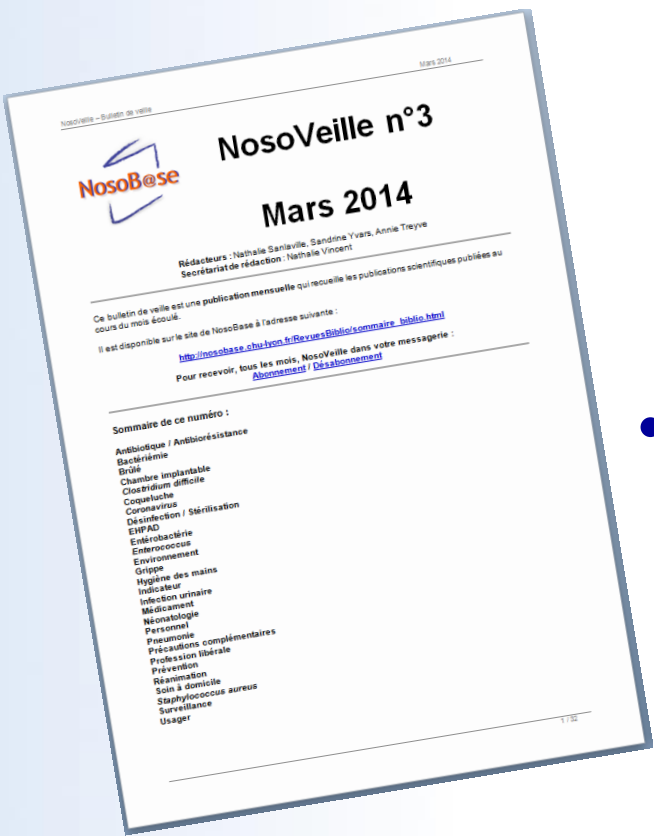 NosoVeille – Bulletin de veille
Mars 2014
NosoB@se
NosoVeille n°3
Mars 2014
Rédacteurs : Nathalie Sanlaville, Sandrine Yvars, Annie Treyve
Secrétariat de rédaction : Nathalie Vincent
Ce bulletin de veille est une publication mensuelle qui recueille les publications scientifiques publiées au
cours du mois écoulé.
Il est disponible sur le site de NosoBase à l'adresse suivante :
http://nosobase.chu-lyon.fr/RevuesBiblio/sommaire_biblio.html
Pour recevoir, tous les mois, NosoVeille dans votre messagerie :
Abonnement / Désabonnement
Sommaire de ce numéro :
Antibiotique / Antibiorésistance
Bactériémie
Brûlé
Chambre implantable
Clostridium difficile
Coqueluche
Coronavirus
Désinfection / Stérilisation
EHPAD
Entérobactérie
Enterococcus
Environnement
Grippe
Hygiène des mains
Indicateur
Infection urinaire
Médicament
Néonatologie
Personnel
Pneumonie
Précautions complémentaires
Profession libérale
Prévention
Réanimation
Soin à domicile
Staphylococcus aureus
Surveillance
Usager
1 / 32